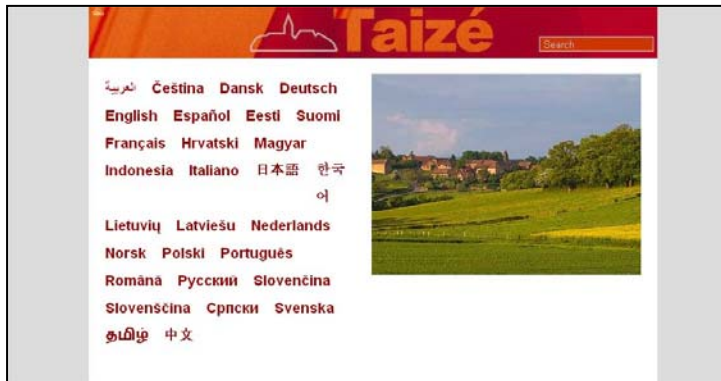 Taizé
Search
العربية Čeština Dansk Deutsch
English Español Eesti Suomi
Français Hrvatski Magyar
Indonesia Italiano 日本語 한국
어
Lietuvių Latviešu Nederlands
Norsk Polski Português
Română Русский Slovenčina
Slovenščina Српски Svenska
தமிழ் 中文